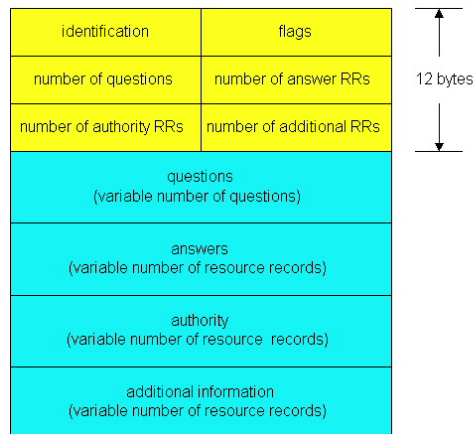 identification
flags
12 bytes
number of questions
number of answer RRs
number of authority RRs
number of additional RRs
questions
(variable number of questions)
answers
(variable number of resource records)
authority
(variable number of resource records)
additional information
(variable number of resource records)